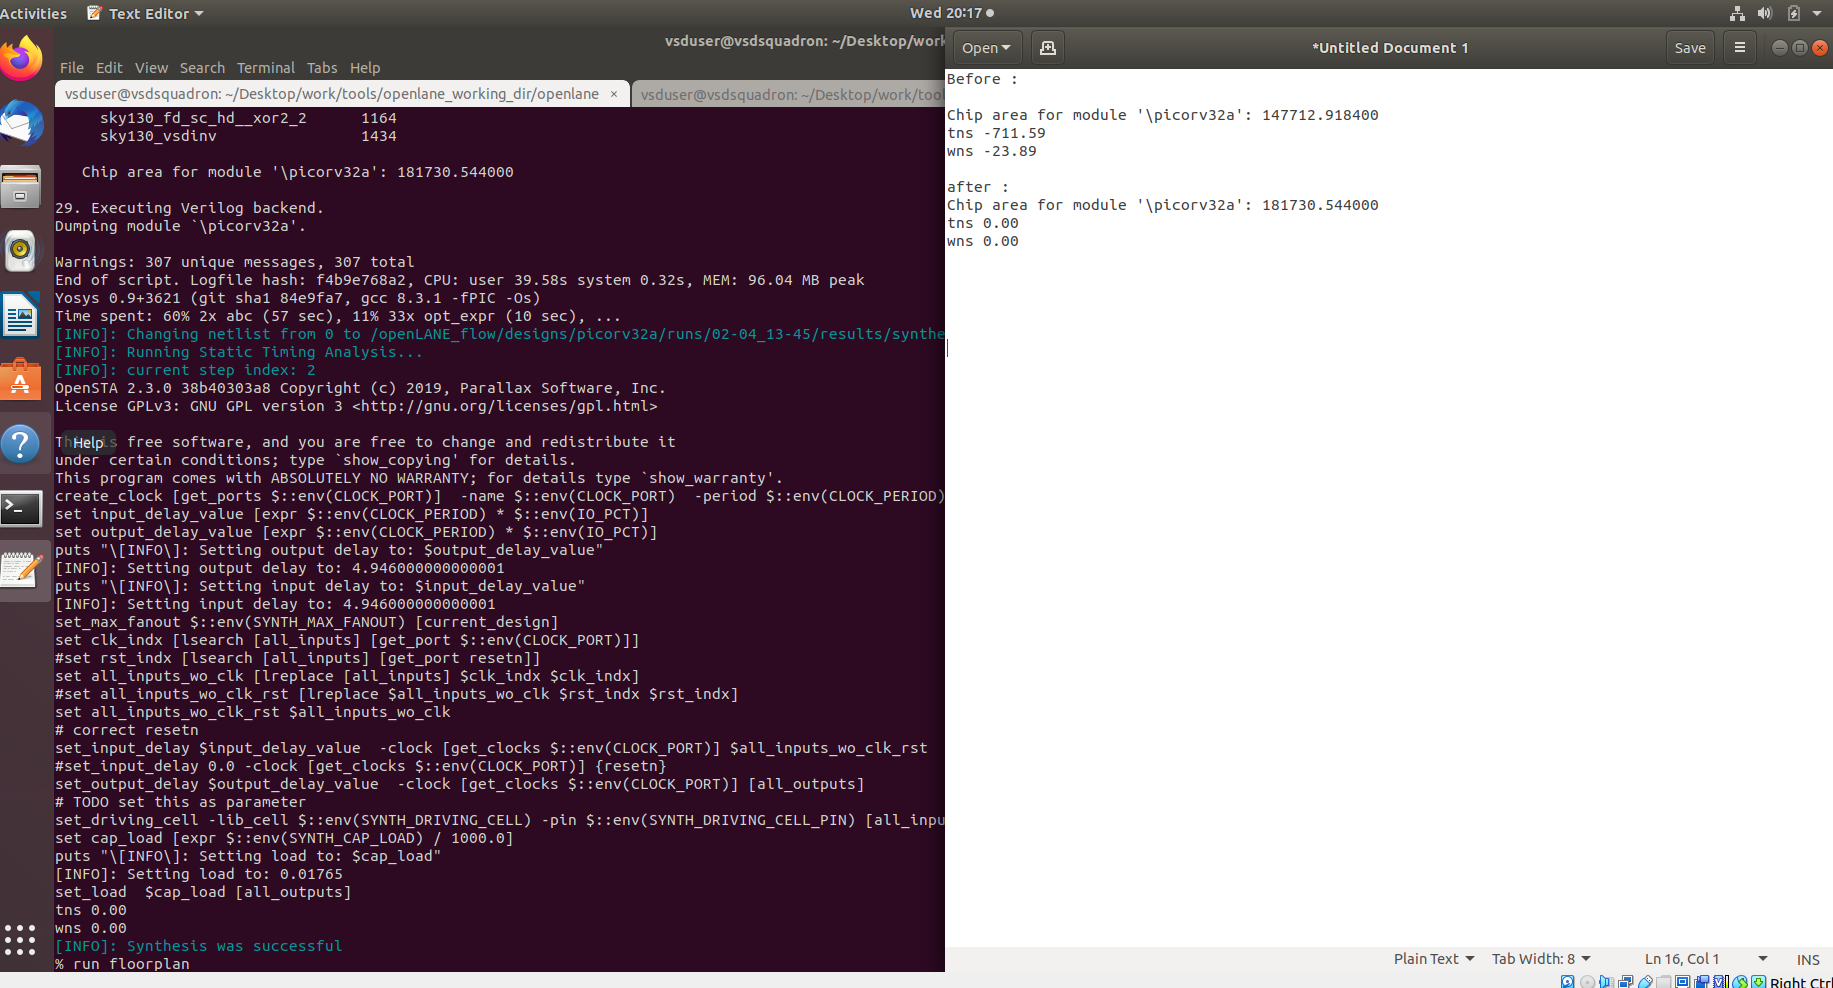 Activities
Text Editor
Wed 20:17
vsduser@vsdsquadron: ~/Desktop/work
File Edit View Search Terminal Tabs Help
vsduser@vsdsquadron: ~/Desktop/work/tools/openlane_working_dir/openlane ×
vsduser@vsdsquadron: ~/Desktop/work/tool
sky130_fd_sc_hd__xor2_2 1164
sky130_vsdinv 1434
Chip area for module '\picorv32a': 181730.544000
29. Executing Verilog backend.
Dumping module `\picorv32a'.
Warnings: 307 unique messages, 307 total
End of script. Logfile hash: f4b9e768a2, CPU: user 39.58s system 0.32s, MEM: 96.04 MB peak
Yosys 0.9+3621 (git sha1 84e9fa7, gcc 8.3.1 -fPIC -Os)
Time spent: 60% 2x abc (57 sec), 11% 33x opt_expr (10 sec), ...
[INFO]: Changing netlist from 0 to /openLANE_flow/designs/picorv32a/runs/02-04_13-45/results/synthe
[INFO]: Running Static Timing Analysis...
[INFO]: current step index: 2
OpenSTA 2.3.0 38b40303a8 Copyright (c) 2019, Parallax Software, Inc.
License GPLv3: GNU GPL version 3 <http://gnu.org/licenses/gpl.html>
Help
free software, and you are free to change and redistribute it
under certain conditions; type `show_copying' for details.
This program comes with ABSOLUTELY NO WARRANTY; for details type `show_warranty'.
create_clock [get_ports $::env(CLOCK_PORT)]  -name $::env(CLOCK_PORT)  -period $::env(CLOCK_PERIOD)
set input_delay_value [expr $::env(CLOCK_PERIOD) * $::env(IO_PCT)]
set output_delay_value [expr $::env(CLOCK_PERIOD) * $::env(IO_PCT)]
puts "\[INFO\]: Setting output delay to: $output_delay_value"
[INFO]: Setting output delay to: 4.946000000000001
puts "\[INFO\]: Setting input delay to: $input_delay_value"
[INFO]: Setting input delay to: 4.946000000000001
set_max_fanout $::env(SYNTH_MAX_FANOUT) [current_design]
set clk_indx [lsearch [all_inputs] [get_port $::env(CLOCK_PORT)]]
#set rst_indx [lsearch [all_inputs] [get_port resetn]]
set all_inputs_wo_clk [lreplace [all_inputs] $clk_indx $clk_indx]
#set all_inputs_wo_clk_rst [lreplace $all_inputs_wo_clk $rst_indx $rst_indx]
set all_inputs_wo_clk_rst $all_inputs_wo_clk
# correct resetn
set_input_delay $input_delay_value  -clock [get_clocks $::env(CLOCK_PORT)] $all_inputs_wo_clk_rst
#set_input_delay 0.0 -clock [get_clocks $::env(CLOCK_PORT)] {resetn}
set_output_delay $output_delay_value  -clock [get_clocks $::env(CLOCK_PORT)] [all_outputs]
# TODO set this as parameter
set_driving_cell -lib_cell $::env(SYNTH_DRIVING_CELL) -pin $::env(SYNTH_DRIVING_CELL_PIN) [all_inpu
set cap_load [expr $::env(SYNTH_CAP_LOAD) / 1000.0]
puts "\[INFO\]: Setting load to: $cap_load"
[INFO]: Setting load to: 0.01765
set_load  $cap_load [all_outputs]
tns 0.00
wns 0.00
[INFO]: Synthesis was successful
% run floorplan
Open
*Untitled Document 1
Save
Before :
Chip area for module '\picorv32a': 147712.918400
tns -711.59
wns -23.89
after :
Chip area for module '\picorv32a': 181730.544000
tns 0.00
wns 0.00
Plain Text Tab Width: 8 Ln 16, Col 1 INS
Right Ctrl